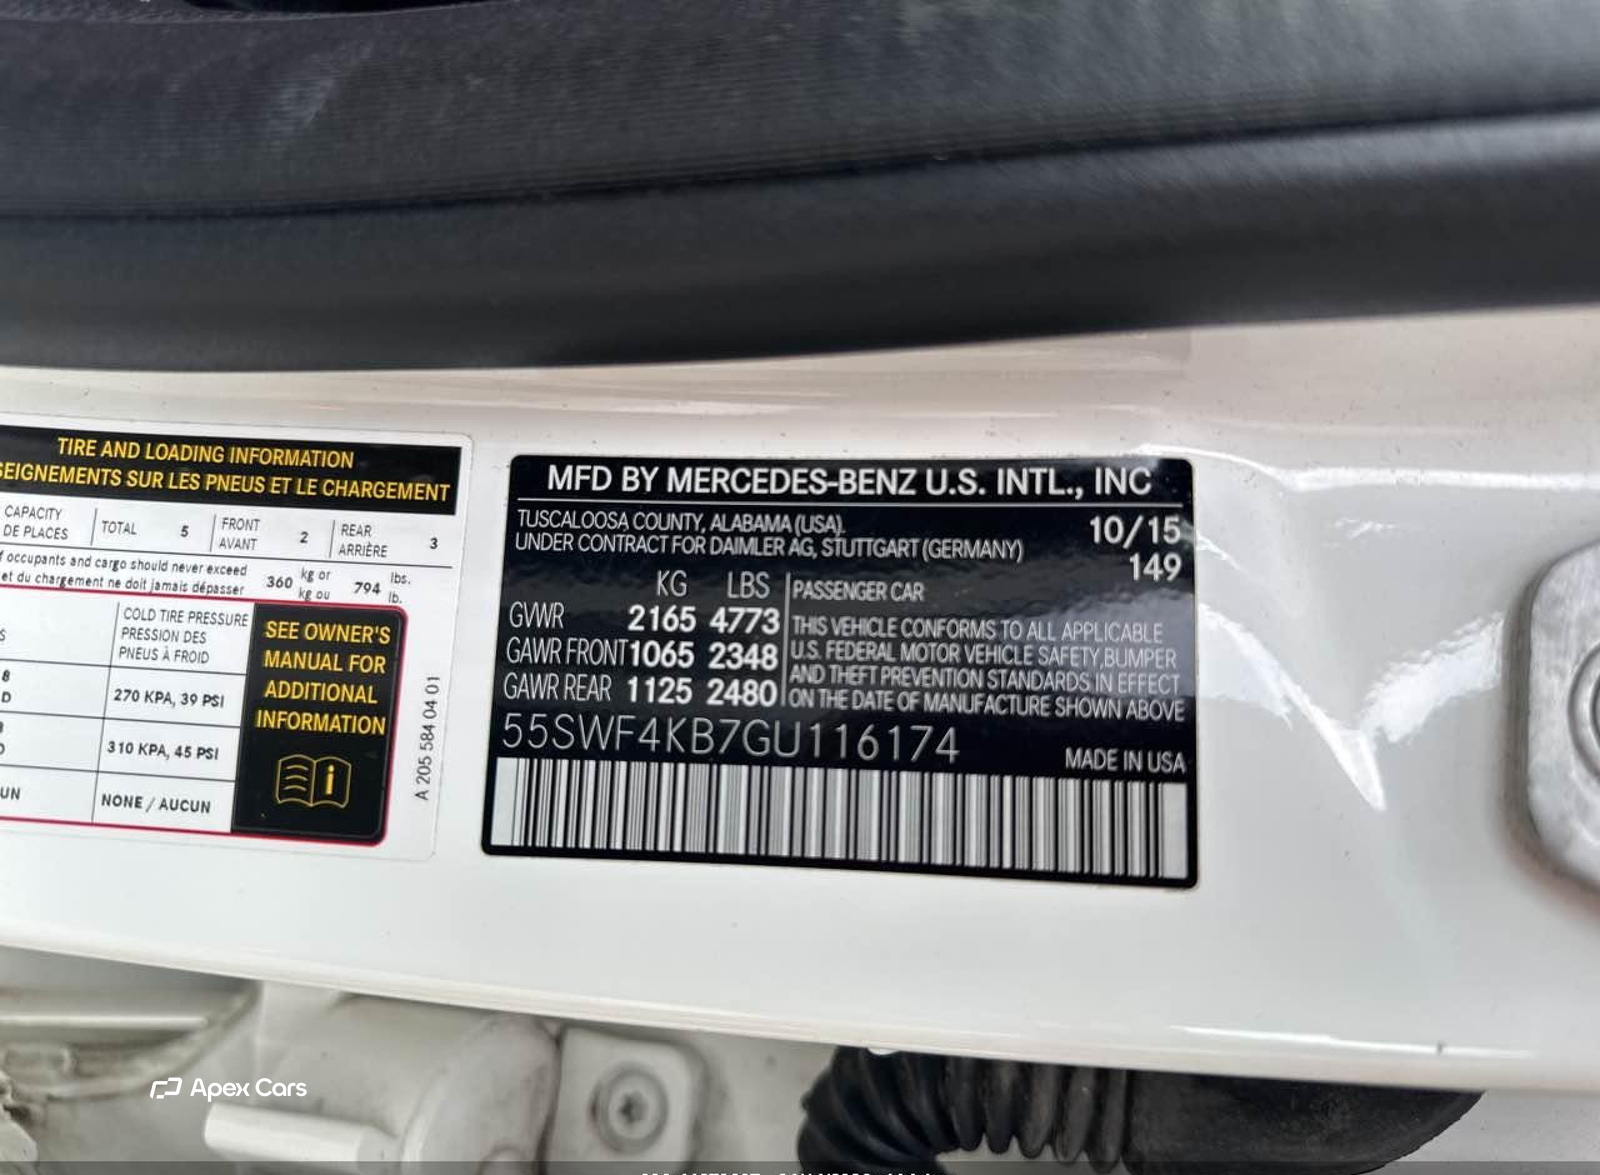 TIRE AND LOADING INFORMATION
SEIGNEMENTS SUR LES PNEUS ET LE CHARGEMENT
CAPACITY
DE PLACES
TOTAL 5
FRONT
AVANT 2
REAR
ARRIÈRE 3
f occupants and cargo should never exceed
et du chargement ne doit jamais dépasser
360 kg or
kg ou
794 lbs.
lb.
COLD TIRE PRESSURE
PRESSION DES
PNEUS À FROID
270 KPA, 39 PSI
310 KPA, 45 PSI
UN
NONE / AUCUN
SEE OWNER'S
MANUAL FOR
ADDITIONAL
INFORMATION
A 205 584 04 01
MFD BY MERCEDES-BENZ U.S. INTL., INC
TUSCALOOSA COUNTY, ALABAMA (USA).
UNDER CONTRACT FOR DAIMLER AG, STUTTGART (GERMANY)
10/15
149
KG LBS
GVWR 2165 4773
GAWR FRONT 1065 2348
GAWR REAR 1125 2480
PASSENGER CAR
THIS VEHICLE CONFORMS TO ALL APPLICABLE
U.S. FEDERAL MOTOR VEHICLE SAFETY, BUMPER
AND THEFT PREVENTION STANDARDS IN EFFECT
ON THE DATE OF MANUFACTURE SHOWN ABOVE
55SWF4KB7GU116174
MADE IN USA
Apex Cars